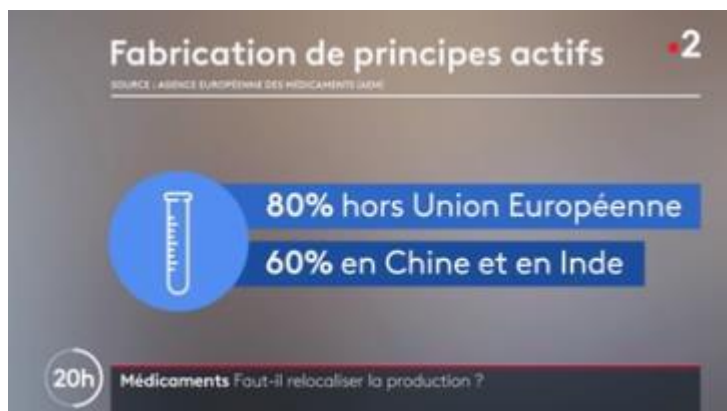 Fabrication de principes actifs
2
SOURCE : AGENCE EUROPÉENNE DES MÉDICAMENTS (AEM)
80% hors Union Européenne
60% en Chine et en Inde
20h
Médicaments Faut-il relocaliser la production ?